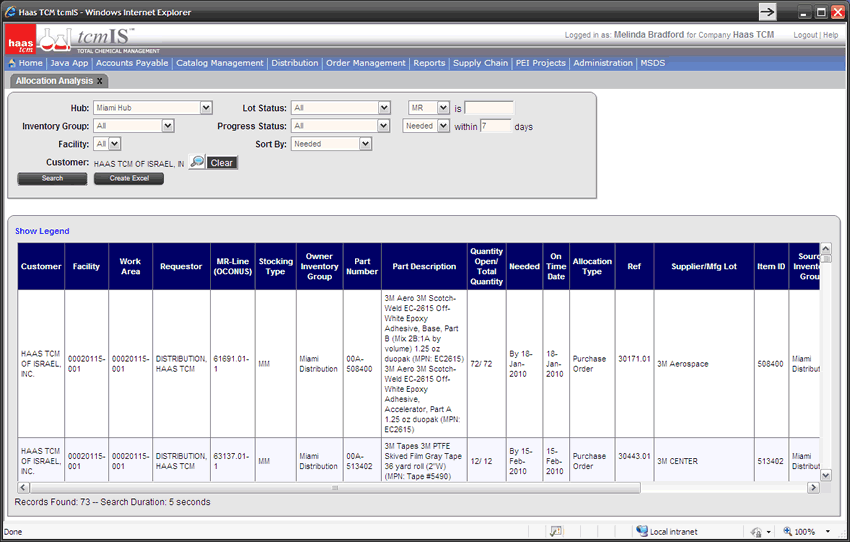 Haas TCM tcmIS - Windows Internet Explorer
haas tcm
tcmIS™
TOTAL CHEMICAL MANAGEMENT
Logged in as: Melinda Bradford for Company Haas TCM
Logout | Help
Home | Java App | Accounts Payable | Catalog Management | Distribution | Order Management | Reports | Supply Chain | PEI Projects | Administration | MSDS
Allocation Analysis x
Hub: Miami Hub Lot Status: All MR is
Inventory Group: All Progress Status: All Needed within 7 days
Facility: All Sort By: Needed
Customer: HAAS TCM OF ISRAEL, IN Clear
Search Create Excel
Show Legend
Customer
Facility
Work
Area
Requestor
MR-Line
(OCONUS)
Stocking
Type
Owner
Inventory
Group
Part
Number
Part Description
Quantity
Open/
Total
Quantity
Needed
On
Time
Date
Allocation
Type
Ref
Supplier/Mfg Lot
Item ID
Sourc
Invento
Group
HAAS TCM
OF ISRAEL,
INC.
00020115-
001
00020115-
001
DISTRIBUTION,
HAAS TCM
61691.01-
1
MM
Miami
Distribution
00A-
508400
3M Aero 3M Scotch-
Weld EC-2615 Off-
White Epoxy
Adhesive, Base, Part
B (Mix 2B:1A by
volume) 1.25 oz
duopak (MPN: EC2615)
3M Aero 3M Scotch-
Weld EC-2615 Off-
White Epoxy
Adhesive,
Accelerator, Part A
1.25 oz duopak (MPN:
EC2615)
72/ 72
By 18-
Jan-
2010
18-
Jan-
2010
Purchase
Order
30171.01
3M Aerospace
508400
Miami
Distribut
HAAS TCM
OF ISRAEL,
INC.
00020115-
001
00020115-
001
DISTRIBUTION,
HAAS TCM
63137.01-
1
MM
Miami
Distribution
00A-
513402
3M Tapes 3M PTFE
Skived Film Gray Tape
36 yard roll (2"W)
(MPN: Tape #5490)
12/ 12
By 15-
Feb-
2010
15-
Feb-
2010
Purchase
Order
30443.01
3M CENTER
513402
Miami
Distribut
Records Found: 73 -- Search Duration: 5 seconds
Done
Local intranet
100%